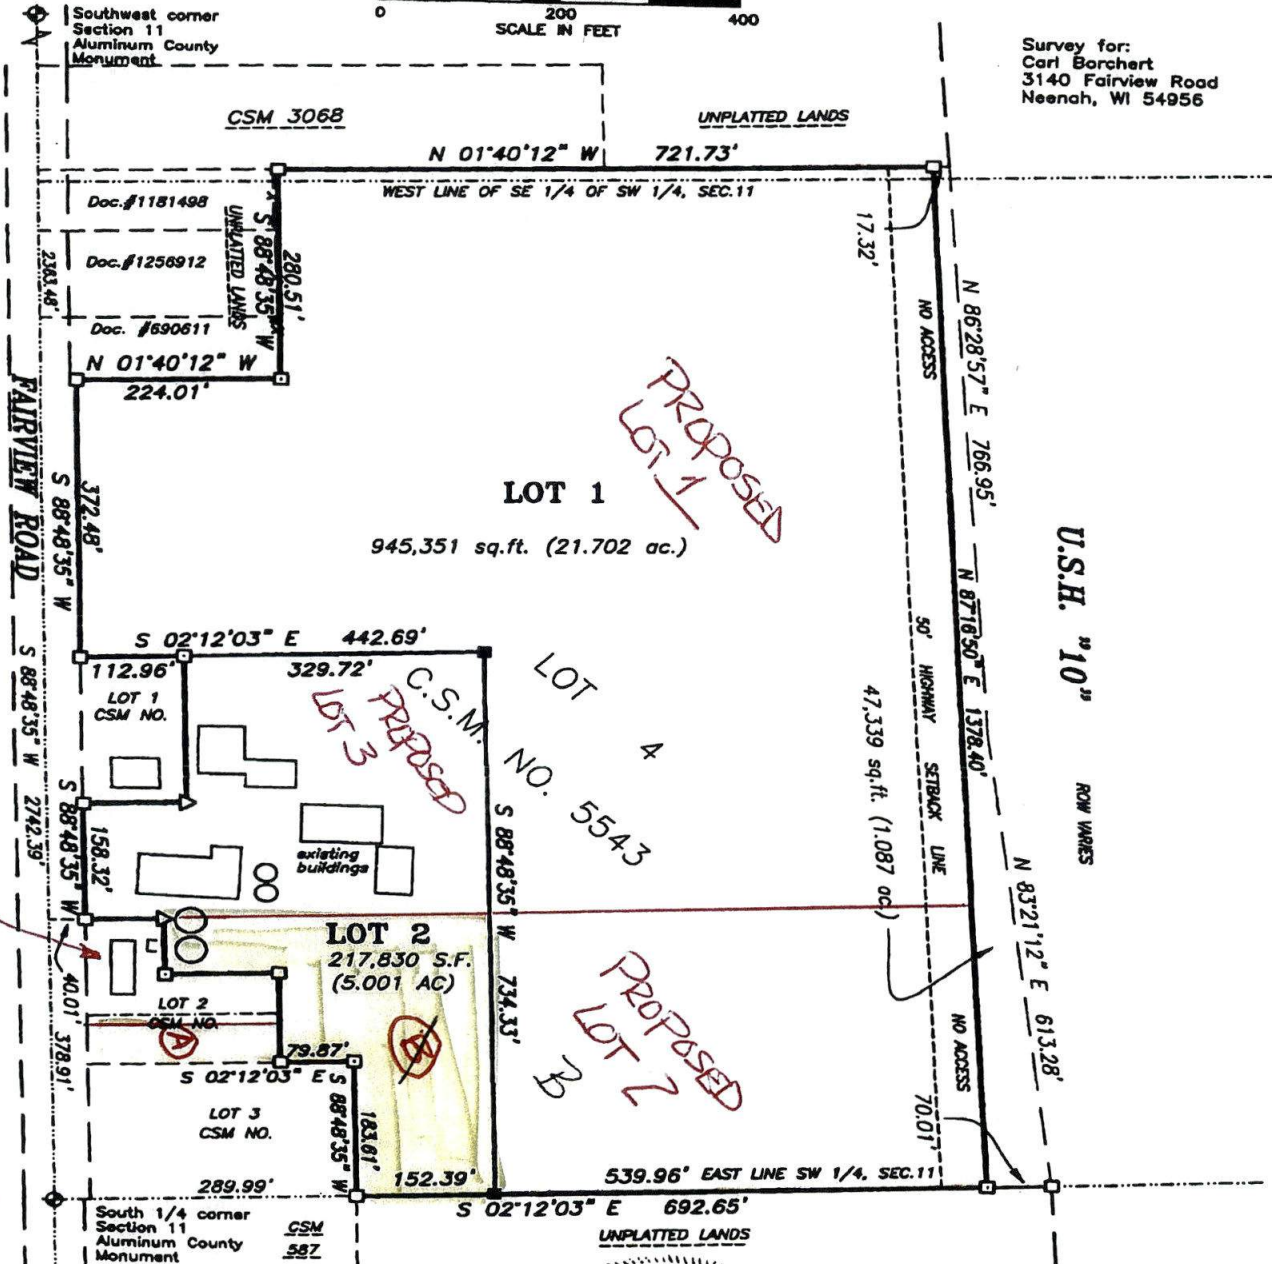 Southwest corner
Section 11
Aluminum County
Monument
0 200 400
SCALE IN FEET
Survey for:
Carl Borchert
3140 Fairview Road
Neenah, WI 54956
CSM 3068
UNPLATTED LANDS
N 01°40'12" W 721.73'
WEST LINE OF SE 1/4 OF SW 1/4, SEC.11
Doc.#1181498
Doc.#1256912
Doc. #690611
UNPLATTED LANDS
S 88°48'35" W
280.51'
2363.48'
N 01°40'12" W
224.01'
17.32'
NO ACCESS
N 86°28'57" E 766.95'
PROPOSED
LOT 1
LOT 1
945,351 sq.ft. (21.702 ac.)
FAIRVIEW ROAD
372.48'
S 88°48'35" W
N 87°16'50" E 1378.40'
U.S.H. "10"
ROW VARIES
S 02°12'03" E 442.69'
112.96'
329.72'
LOT 1
CSM NO.
PROPOSED
LOT 3
LOT 4
C.S.M. NO. 5543
50' HIGHWAY SETBACK LINE
47,339 sq.ft. (1.087 ac.)
S 88°48'35" W 2742.39'
S 88°48'35" W
158.32'
existing
buildings
S 88°48'35" W 734.33'
N 83°21'12" E 613.28'
LOT 2
217,830 S.F.
(5.001 AC)
A
40.01'
378.91'
LOT 2
CSM NO.
A
79.87'
S 02°12'03" E
PROPOSED
LOT 2
B
NO ACCESS
70.01'
LOT 3
CSM NO.
S 88°48'35" W
183.61'
289.99'
152.39'
539.96' EAST LINE SW 1/4, SEC.11
S 02°12'03" E 692.65'
South 1/4 corner
Section 11
Aluminum County
Monument
CSM
587
UNPLATTED LANDS